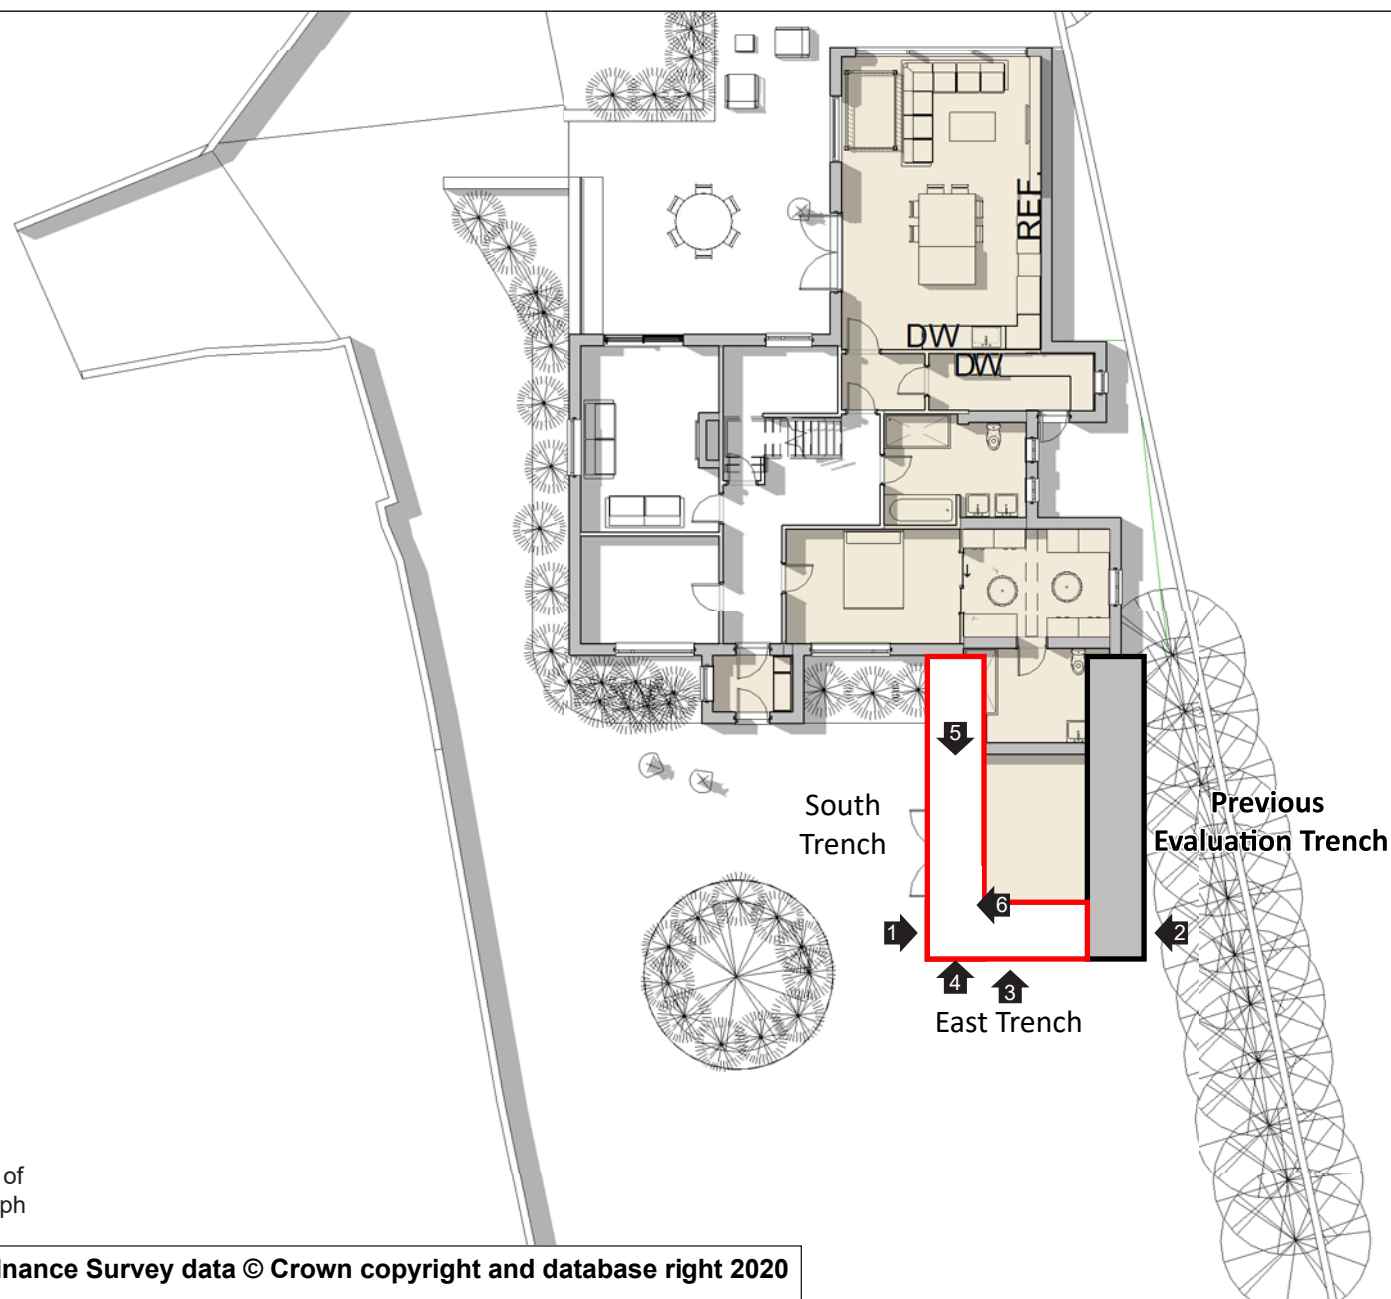 REF.
DW
DW
5
South
Trench
Previous
Evaluation Trench
6
1
2
4
3
East Trench
of
ph
nance Survey data © Crown copyright and database right 2020